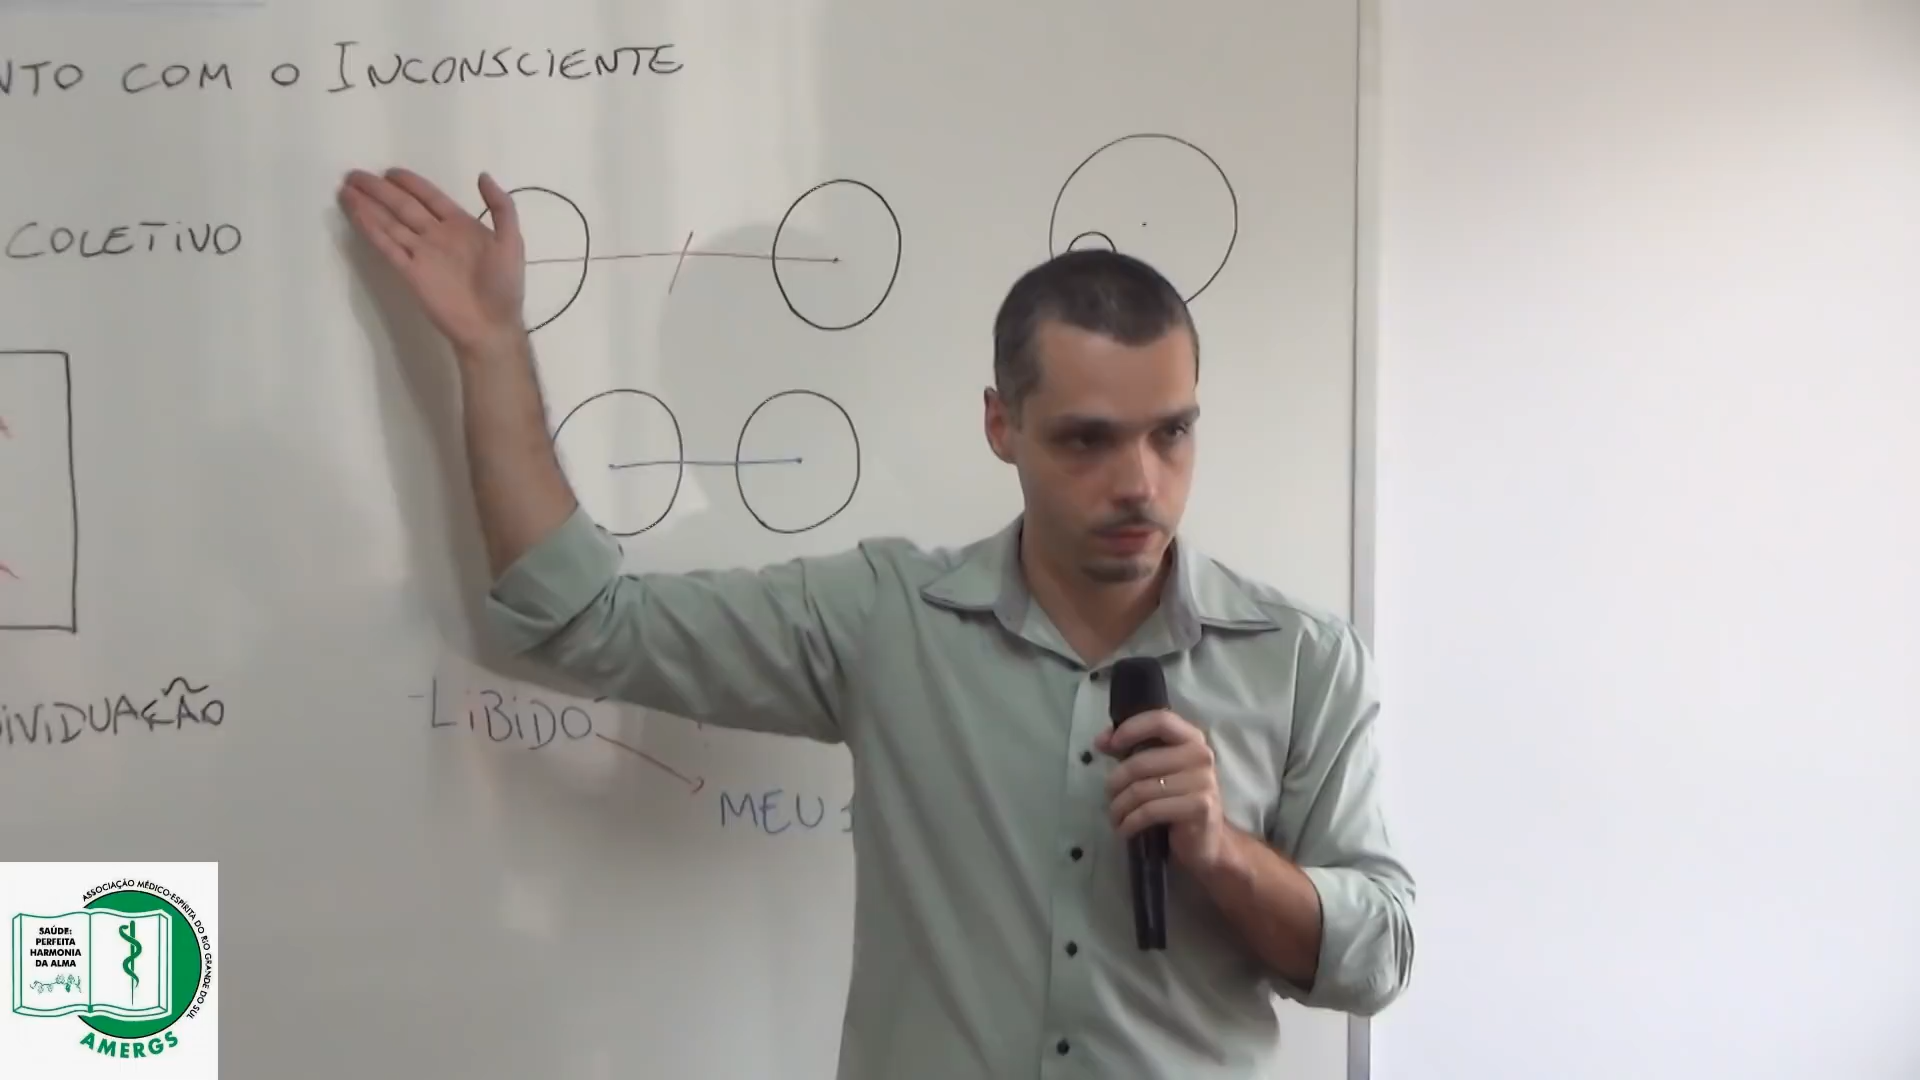 NTO COM O INCONSCIENTE
COLETIVO
DIVIDUAÇÃO
-LIBIDO-
MEU
ASSOCIAÇÃO MÉDICO-ESPÍRITA DO RIO GRANDE DO SUL
SAÚDE:
PERFEITA
HARMONIA
DA ALMA
AMERGS